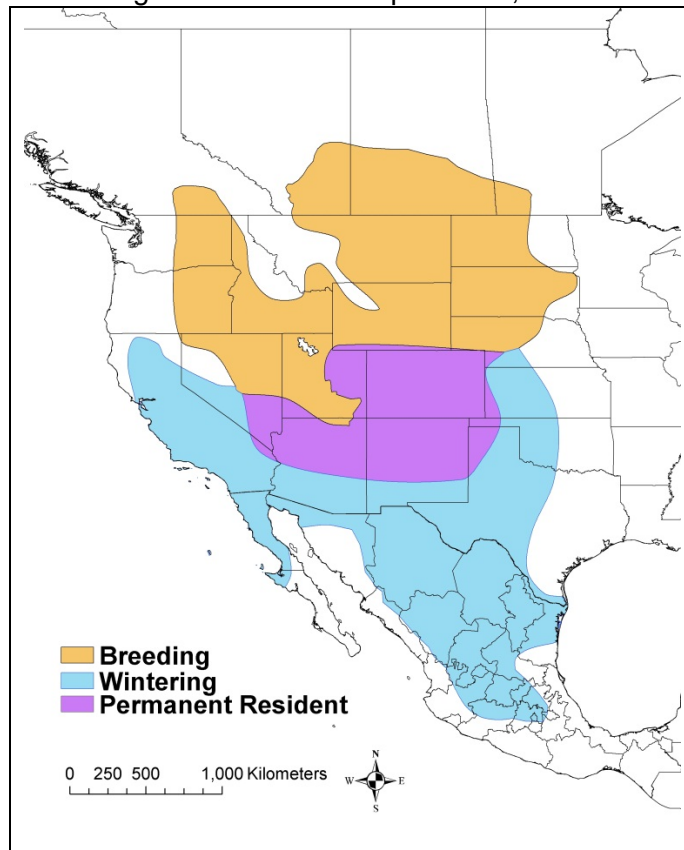 Breeding
Wintering
Permanent Resident
0 250 500 1,000 Kilometers
N
W E
S